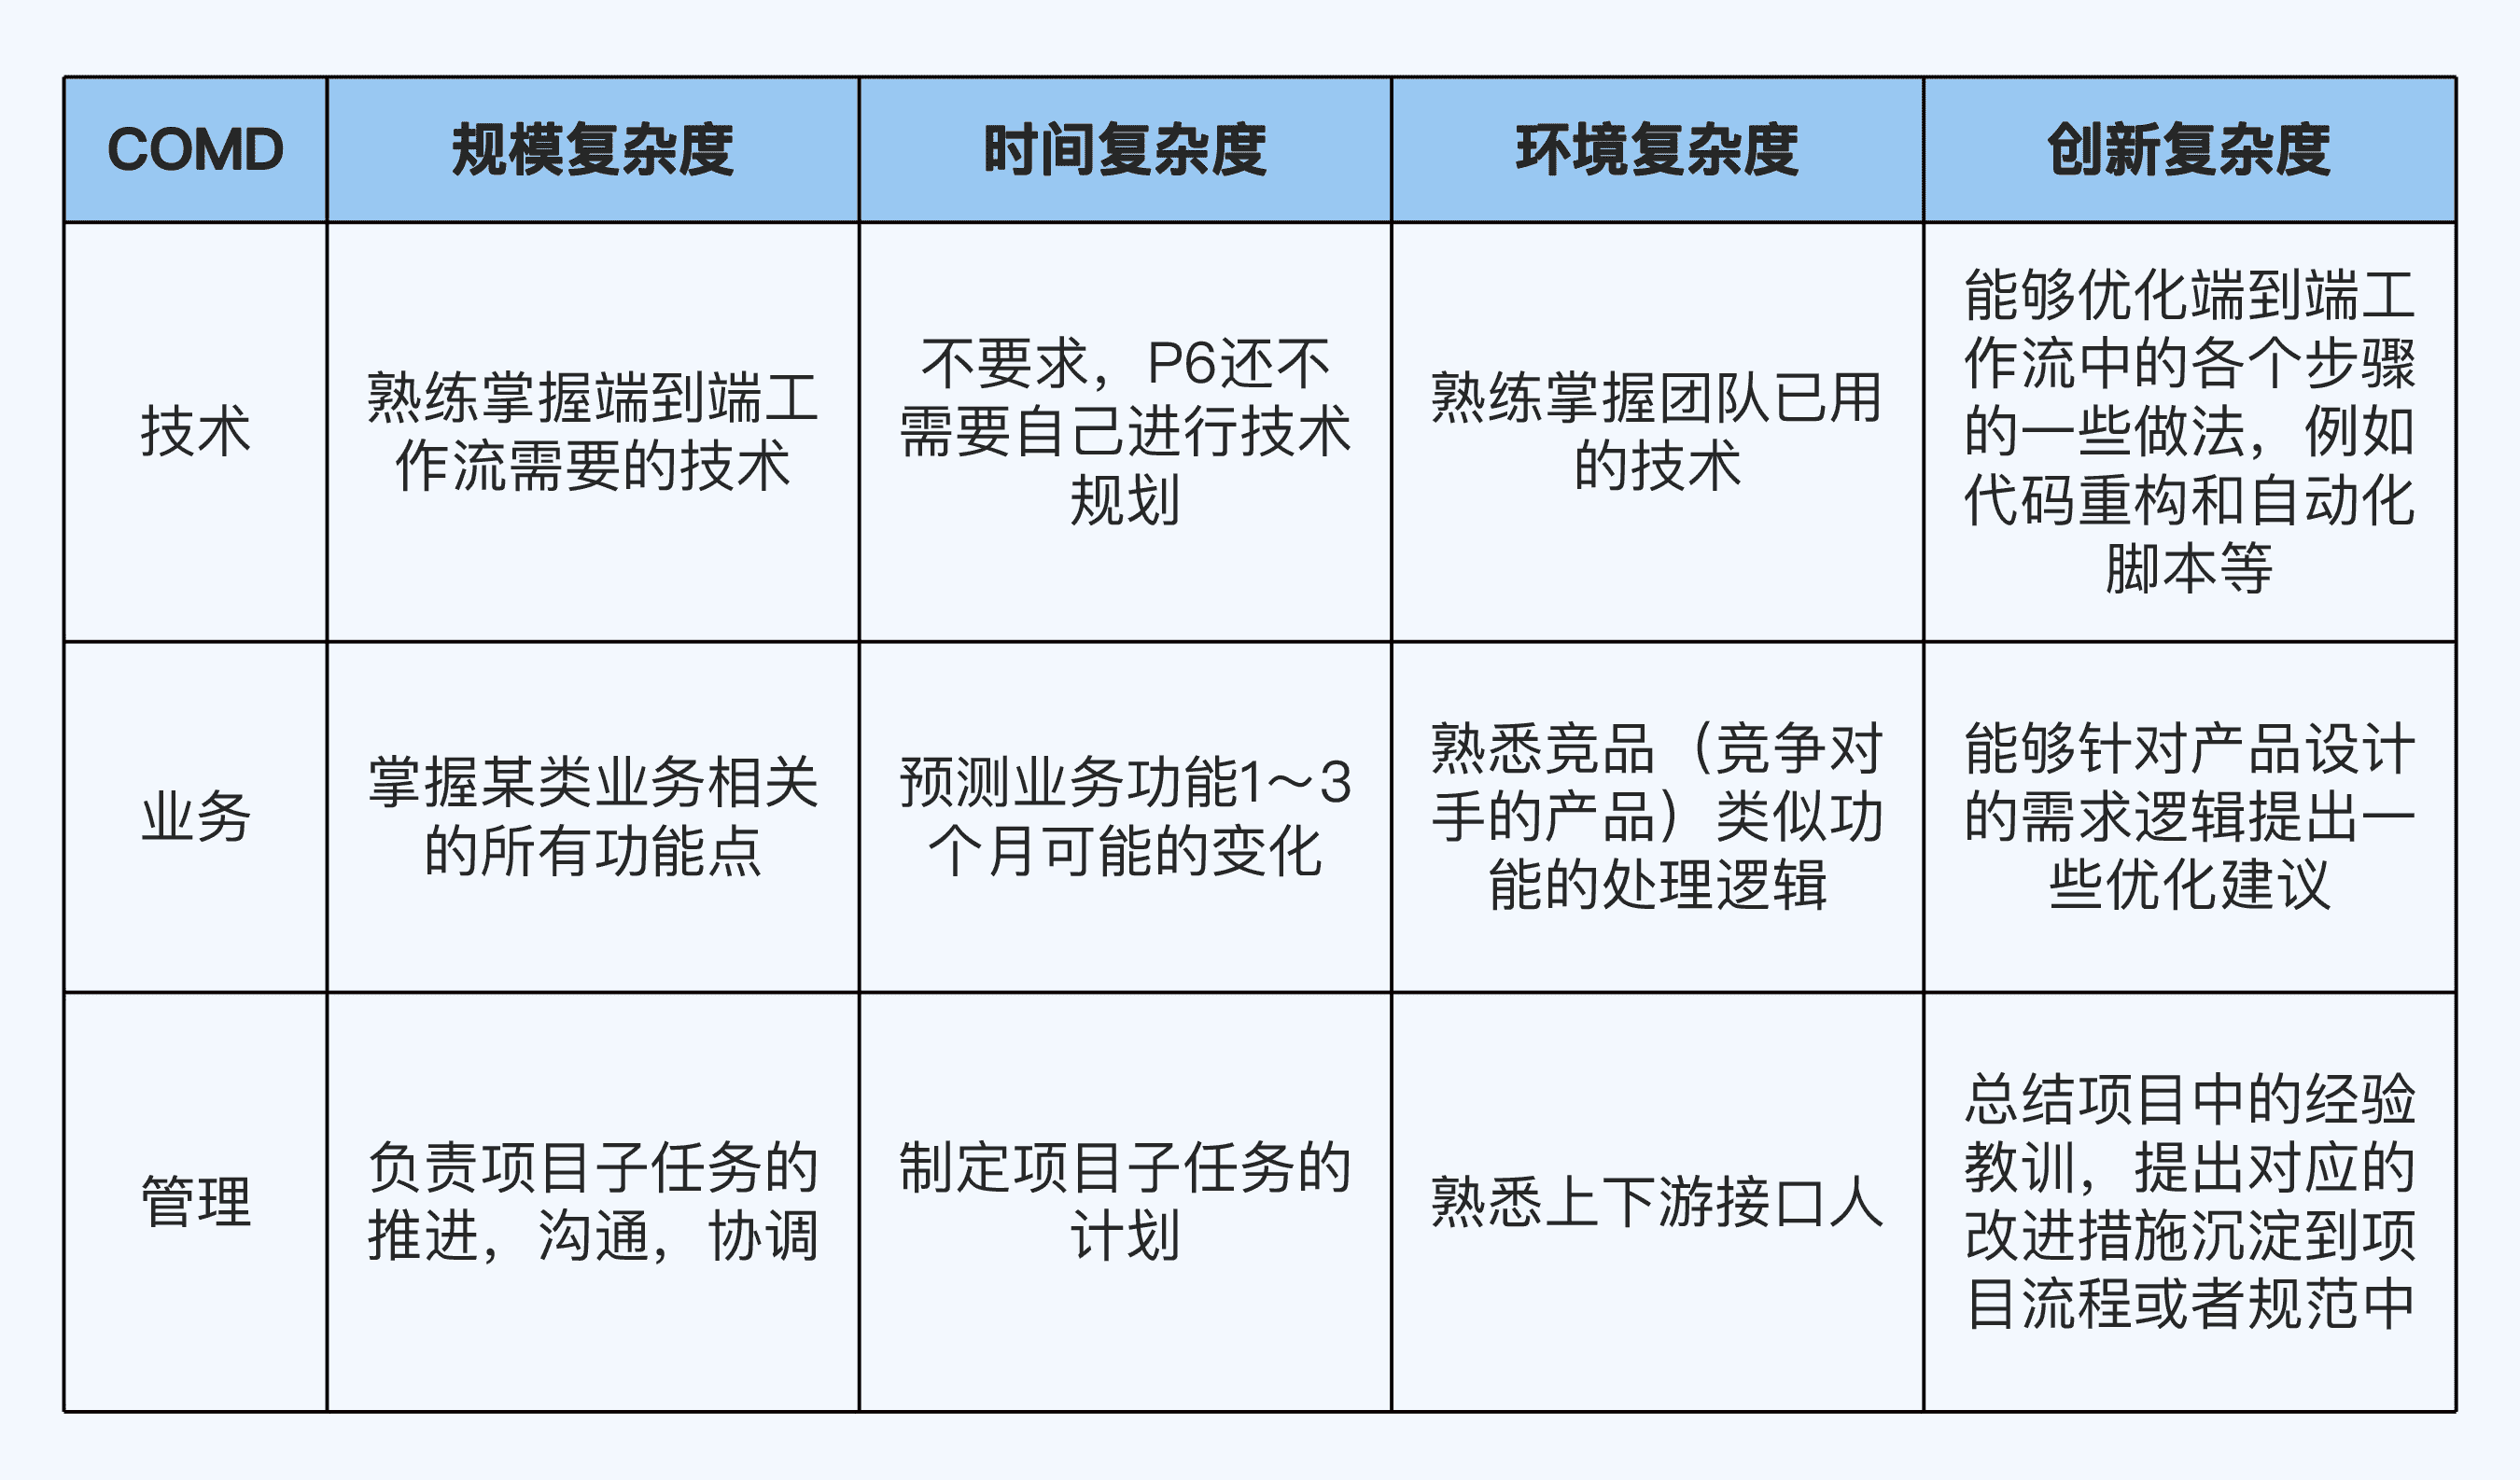 COMD
规模复杂度
时间复杂度
环境复杂度
创新复杂度
技术
熟练掌握端到端工
作流需要的技术
不要求，P6还不
需要自己进行技术
规划
熟练掌握团队已用
的技术
能够优化端到端工
作流中的各个步骤
的一些做法，例如
代码重构和自动化
脚本等
业务
掌握某类业务相关
的所有功能点
预测业务功能1～3
个月可能的变化
熟悉竞品（竞争对
手的产品）类似功
能的处理逻辑
能够针对产品设计
的需求逻辑提出一
些优化建议
管理
负责项目子任务的
推进，沟通，协调
制定项目子任务的
计划
熟悉上下游接口人
总结项目中的经验
教训，提出对应的
改进措施沉淀到项
目流程或者规范中